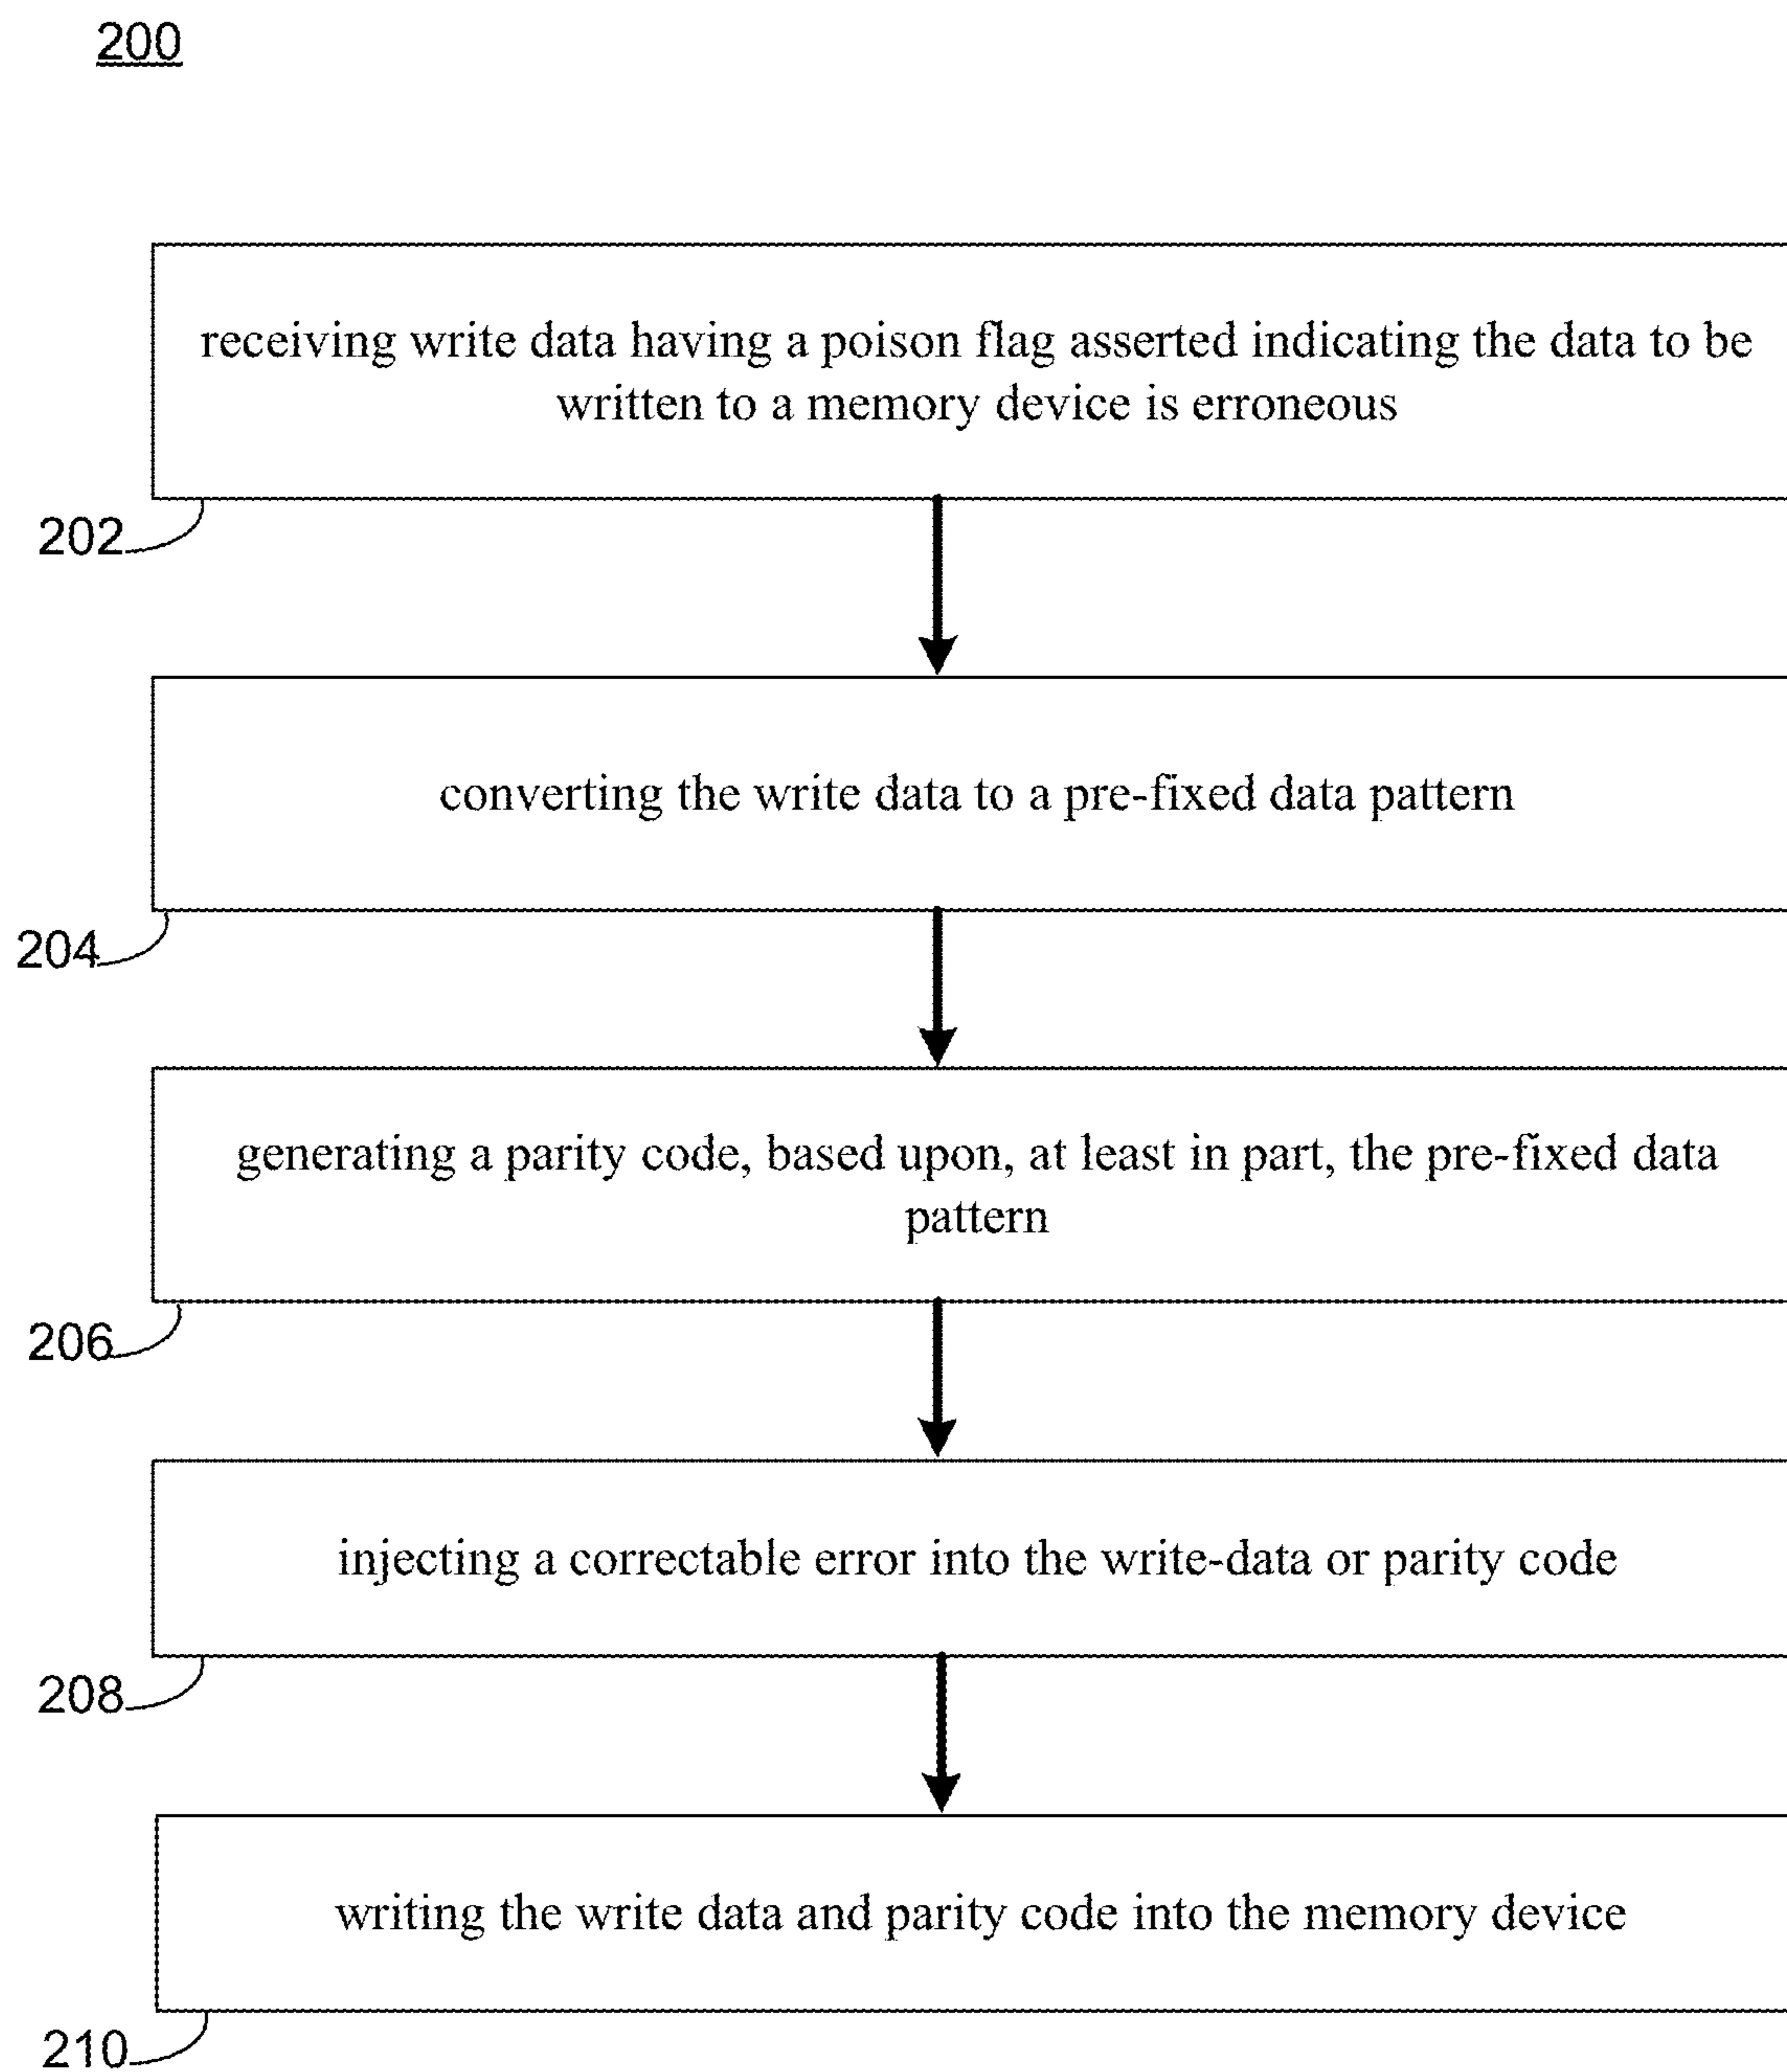 200
receiving write data having a poison flag asserted indicating the data to be
written to a memory device is erroneous
202
converting the write data to a pre-fixed data pattern
204
generating a parity code, based upon, at least in part, the pre-fixed data
pattern
206
injecting a correctable error into the write-data or parity code
208
writing the write data and parity code into the memory device
210